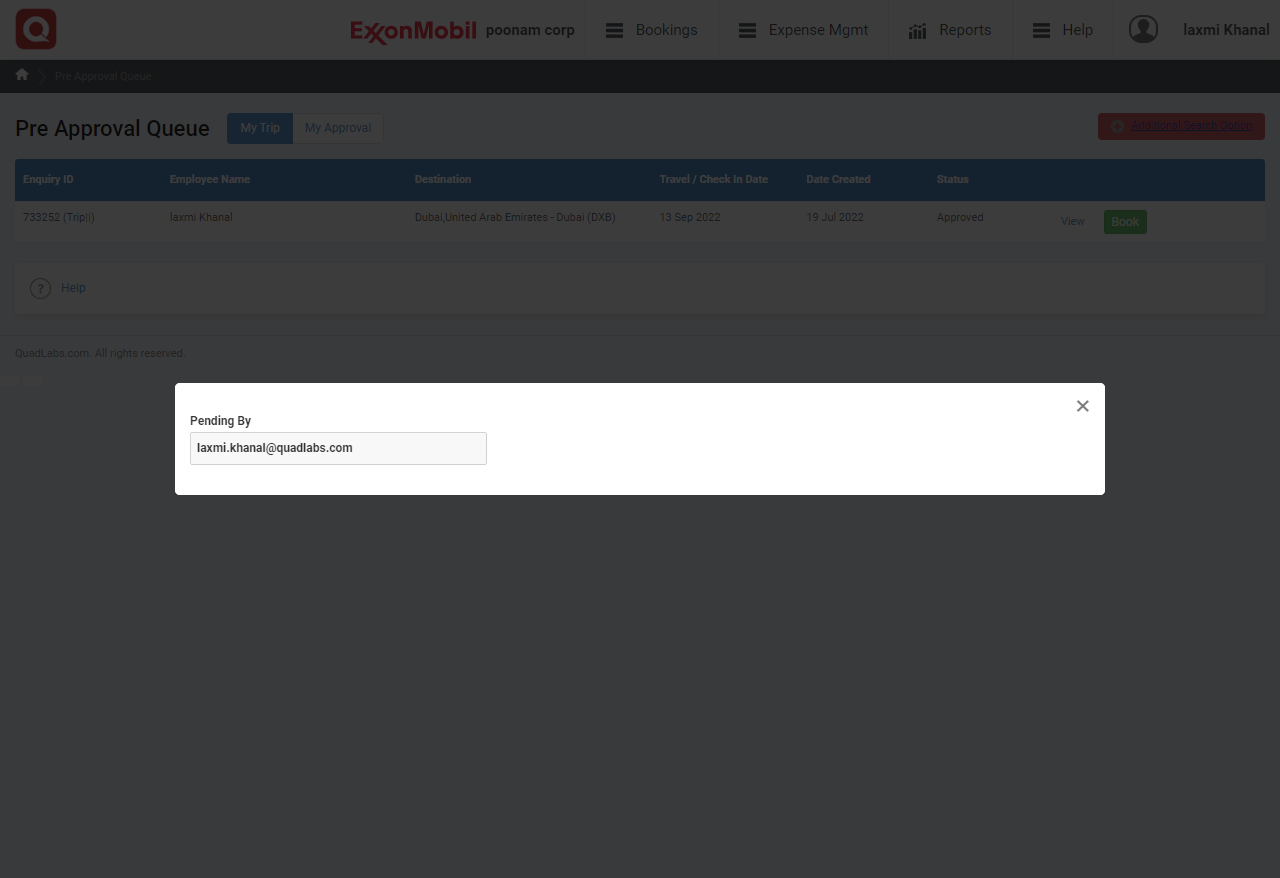 ExxonMobil poonam corp Bookings Expense Mgmt Reports Help laxmi Khanal
Pre Approval Queue
Pre Approval Queue My Trip My Approval Additional Search Option
Enquiry ID Employee Name Destination Travel / Check In Date Date Created Status
733252 (Trip||) laxmi Khanal Dubai,United Arab Emirates - Dubai (DXB) 13 Sep 2022 19 Jul 2022 Approved View Book
? Help
QuadLabs.com. All rights reserved.
Pending By
laxmi.khanal@quadlabs.com